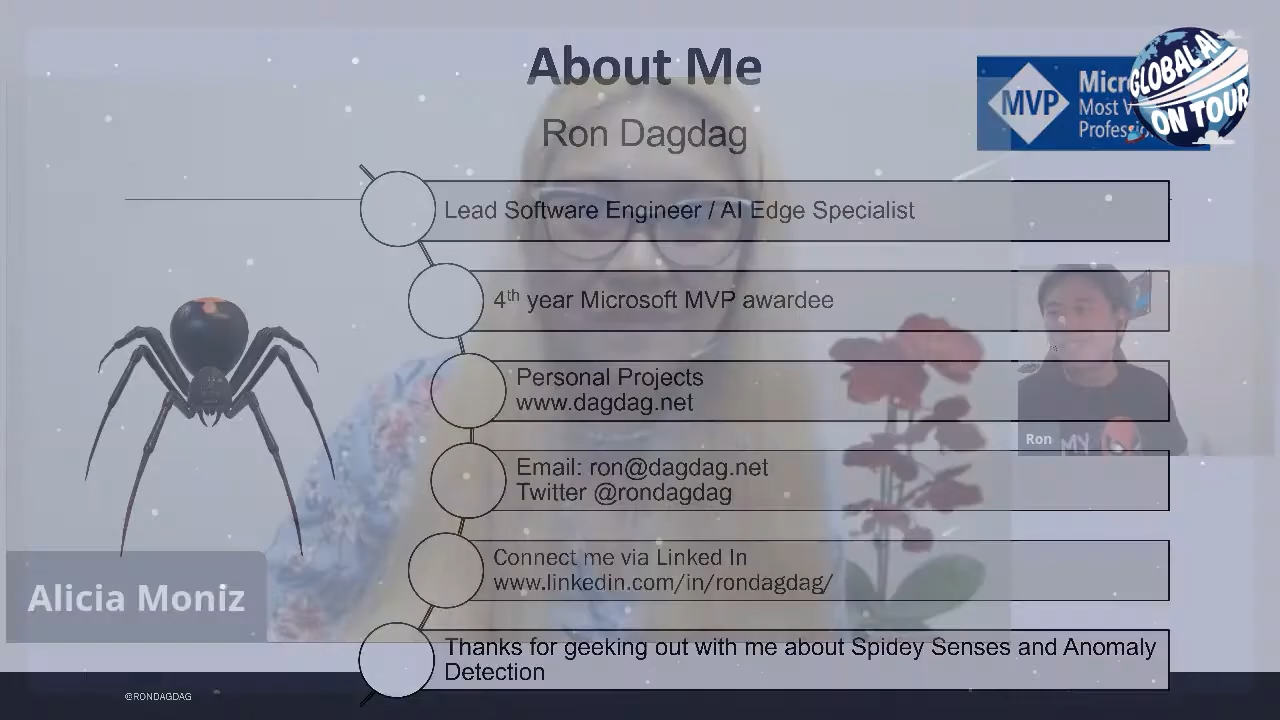 About Me
Ron Dagdag
MVP
Micr
Most V
Professio
GLOBAL AI
ON TOUR
Lead Software Engineer / AI Edge Specialist
4th year Microsoft MVP awardee
Personal Projects
www.dagdag.net
Ron
MY
Email: ron@dagdag.net
Twitter @rondagdag
Connect me via Linked In
www.linkedin.com/in/rondagdag/
Alicia Moniz
Thanks for geeking out with me about Spidey Senses and Anomaly
Detection
@RONDAGDAG